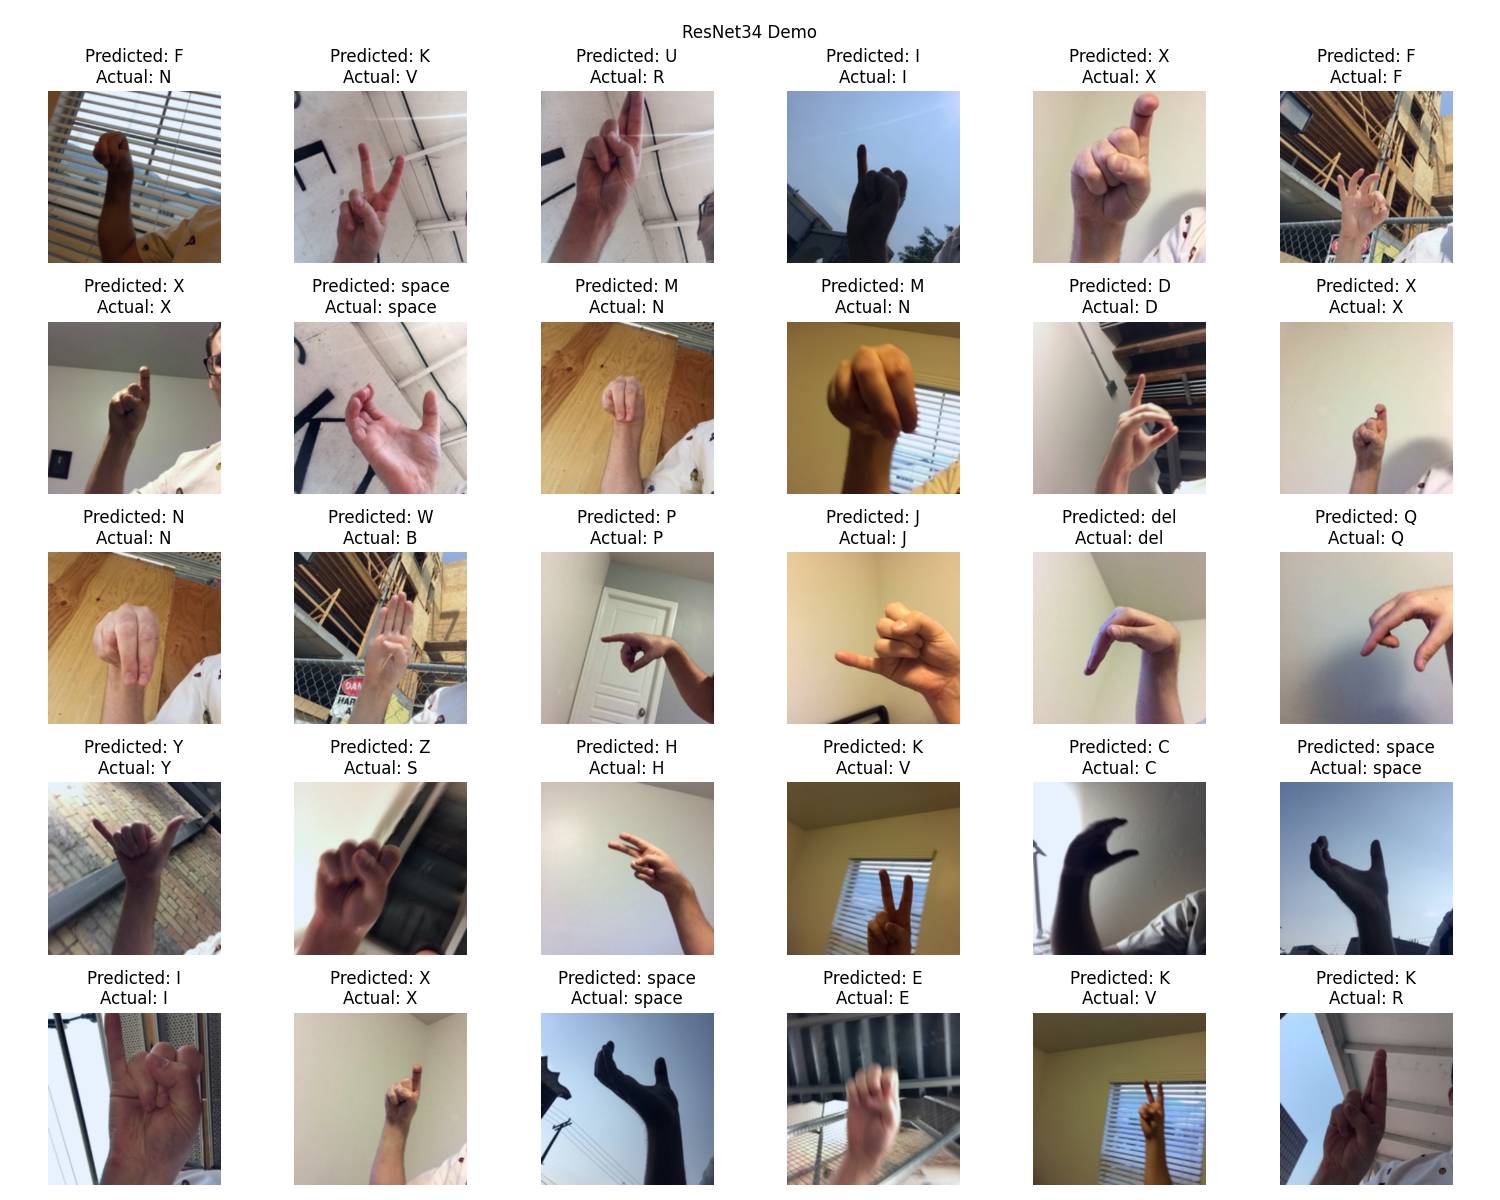 ResNet34 Demo
Predicted: F
Actual: N
Predicted: K
Actual: V
Predicted: U
Actual: R
Predicted: I
Actual: I
Predicted: X
Actual: X
Predicted: F
Actual: F
Predicted: X
Actual: X
Predicted: space
Actual: space
Predicted: M
Actual: N
Predicted: M
Actual: N
Predicted: D
Actual: D
Predicted: X
Actual: X
Predicted: N
Actual: N
Predicted: W
Actual: B
Predicted: P
Actual: P
Predicted: J
Actual: J
Predicted: del
Actual: del
Predicted: Q
Actual: Q
Predicted: Y
Actual: Y
Predicted: Z
Actual: S
Predicted: H
Actual: H
Predicted: K
Actual: V
Predicted: C
Actual: C
Predicted: space
Actual: space
Predicted: I
Actual: I
Predicted: X
Actual: X
Predicted: space
Actual: space
Predicted: E
Actual: E
Predicted: K
Actual: V
Predicted: K
Actual: R